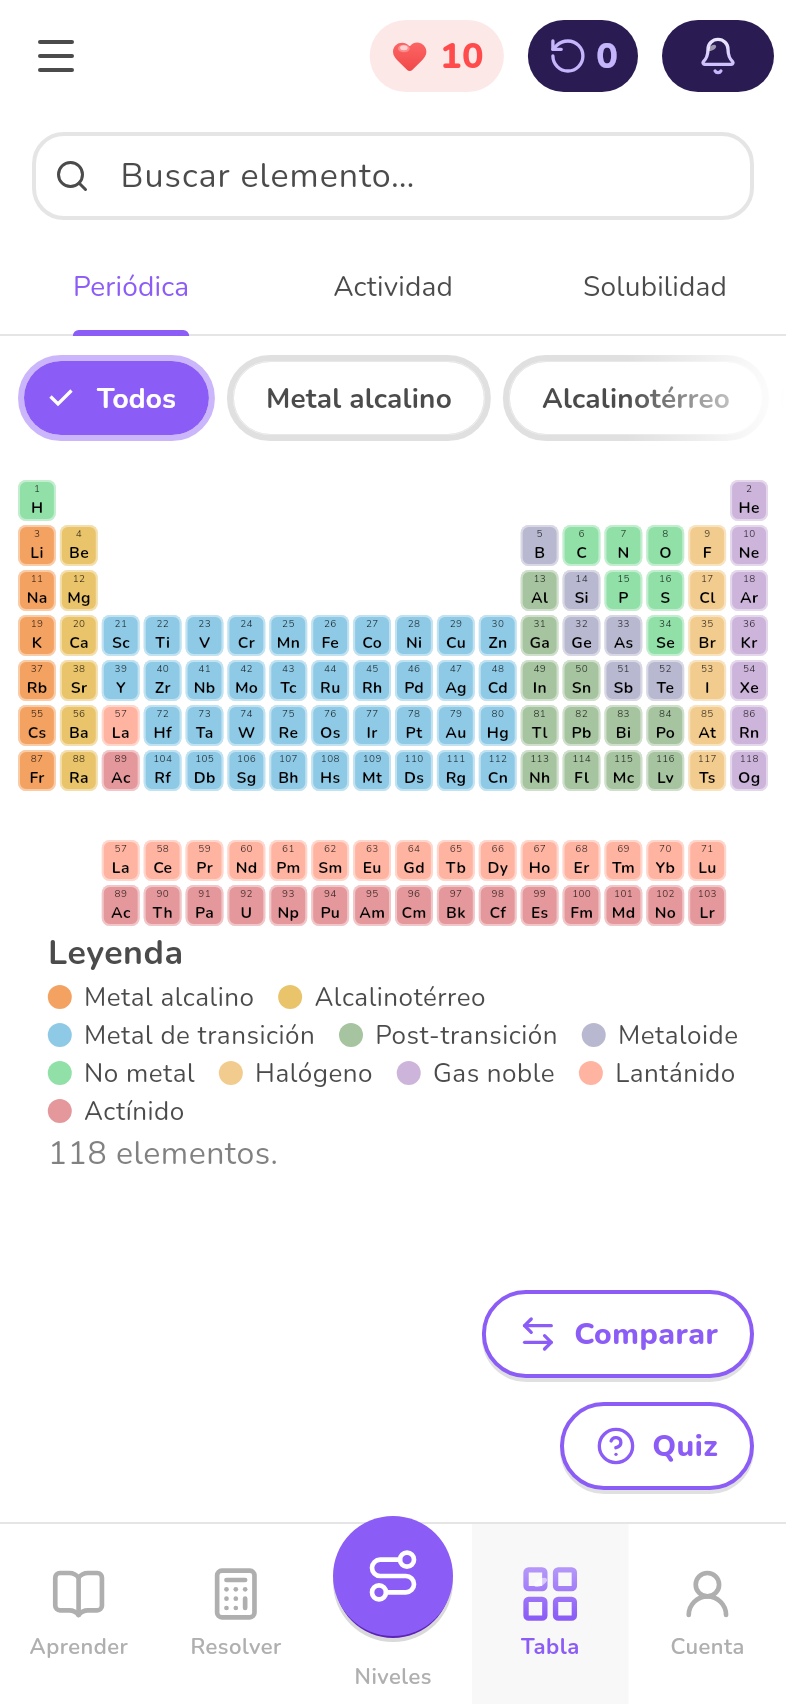 10 0
Buscar elemento...
Periódica Actividad Solubilidad
Todos Metal alcalino Alcalinotérreo
1 2
H He
3 4 5 6 7 8 9 10
Li Be B C N O F Ne
11 12 13 14 15 16 17 18
Na Mg Al Si P S Cl Ar
19 20 21 22 23 24 25 26 27 28 29 30 31 32 33 34 35 36
K Ca Sc Ti V Cr Mn Fe Co Ni Cu Zn Ga Ge As Se Br Kr
37 38 39 40 41 42 43 44 45 46 47 48 49 50 51 52 53 54
Rb Sr Y Zr Nb Mo Tc Ru Rh Pd Ag Cd In Sn Sb Te I Xe
55 56 57 72 73 74 75 76 77 78 79 80 81 82 83 84 85 86
Cs Ba La Hf Ta W Re Os Ir Pt Au Hg Tl Pb Bi Po At Rn
87 88 89 104 105 106 107 108 109 110 111 112 113 114 115 116 117 118
Fr Ra Ac Rf Db Sg Bh Hs Mt Ds Rg Cn Nh Fl Mc Lv Ts Og
57 58 59 60 61 62 63 64 65 66 67 68 69 70 71
La Ce Pr Nd Pm Sm Eu Gd Tb Dy Ho Er Tm Yb Lu
89 90 91 92 93 94 95 96 97 98 99 100 101 102 103
Ac Th Pa U Np Pu Am Cm Bk Cf Es Fm Md No Lr
Leyenda
Metal alcalino Alcalinotérreo
Metal de transición Post-transición Metaloide
No metal Halógeno Gas noble Lantánido
Actínido
118 elementos.
Comparar
Quiz
Aprender Resolver Niveles Tabla Cuenta